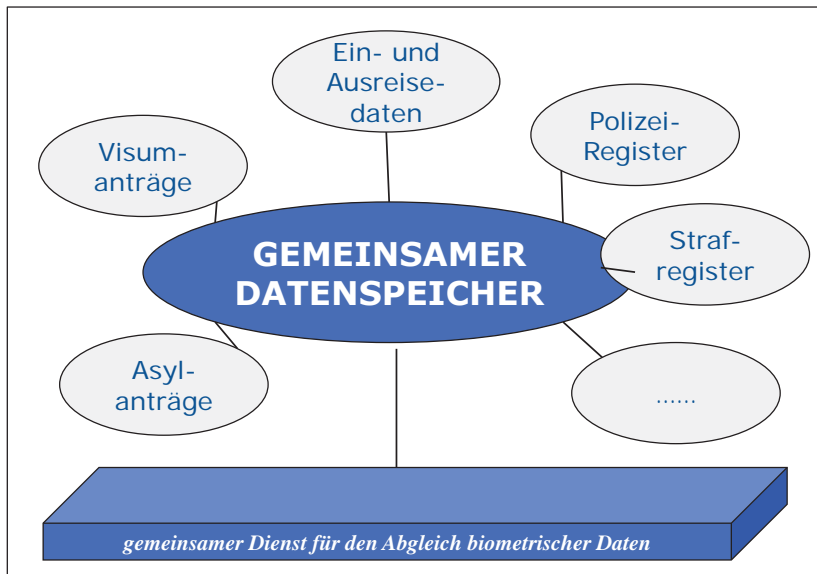 Ein- und
Ausreise-
daten
Polizei-
Register
Visum-
anträge
GEMEINSAMER
DATENSPEICHER
Straf-
register
Asyl-
anträge
......
gemeinsamer Dienst für den Abgleich biometrischer Daten